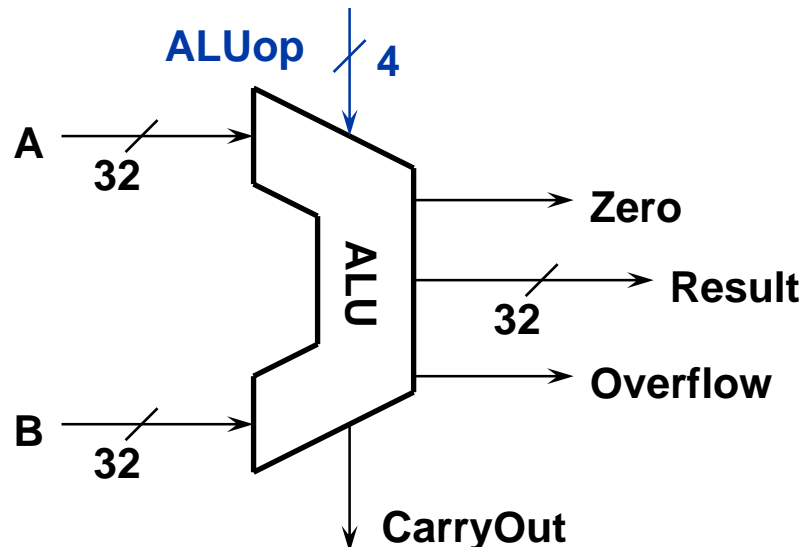 ALUop
4
A
32
Zero
ALU
Result
32
Overflow
B
32
CarryOut